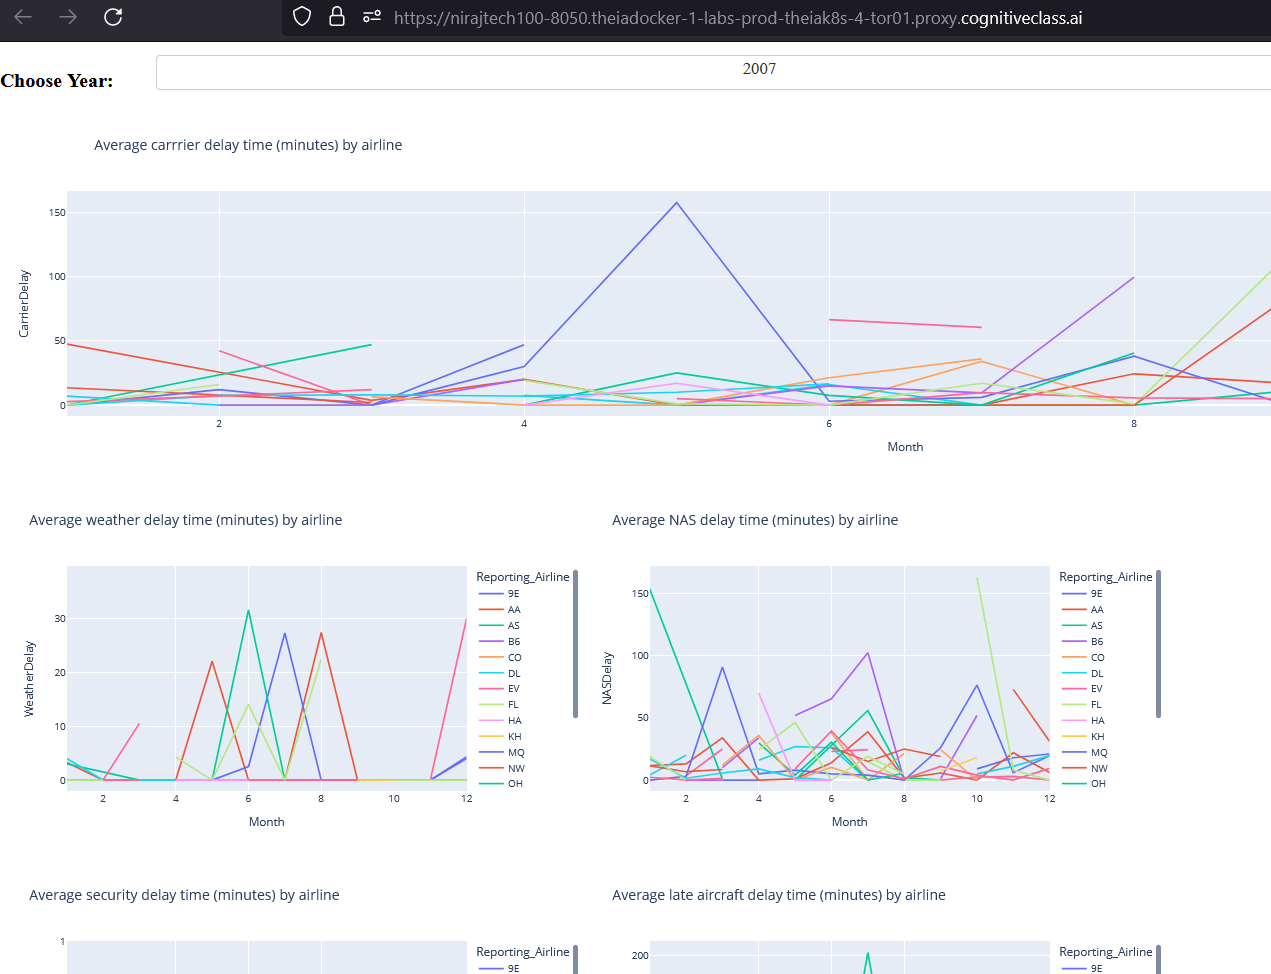 https://nirajtech100-8050.theiadocker-1-labs-prod-theiak8s-4-tor01.proxy.cognitiveclass.ai
Choose Year:
2007
Average carrrier delay time (minutes) by airline
CarrierDelay
150
100
50
0
2
4
6
8
Month
Average weather delay time (minutes) by airline
WeatherDelay
30
20
10
0
2
4
6
8
10
12
Month
Reporting_Airline
9E
AA
AS
B6
CO
DL
EV
FL
HA
KH
MQ
NW
OH
Average NAS delay time (minutes) by airline
NASDelay
150
100
50
0
2
4
6
8
10
12
Month
Reporting_Airline
9E
AA
AS
B6
CO
DL
EV
FL
HA
KH
MQ
NW
OH
Average security delay time (minutes) by airline
1
Reporting_Airline
9E
Average late aircraft delay time (minutes) by airline
200
Reporting_Airline
9E